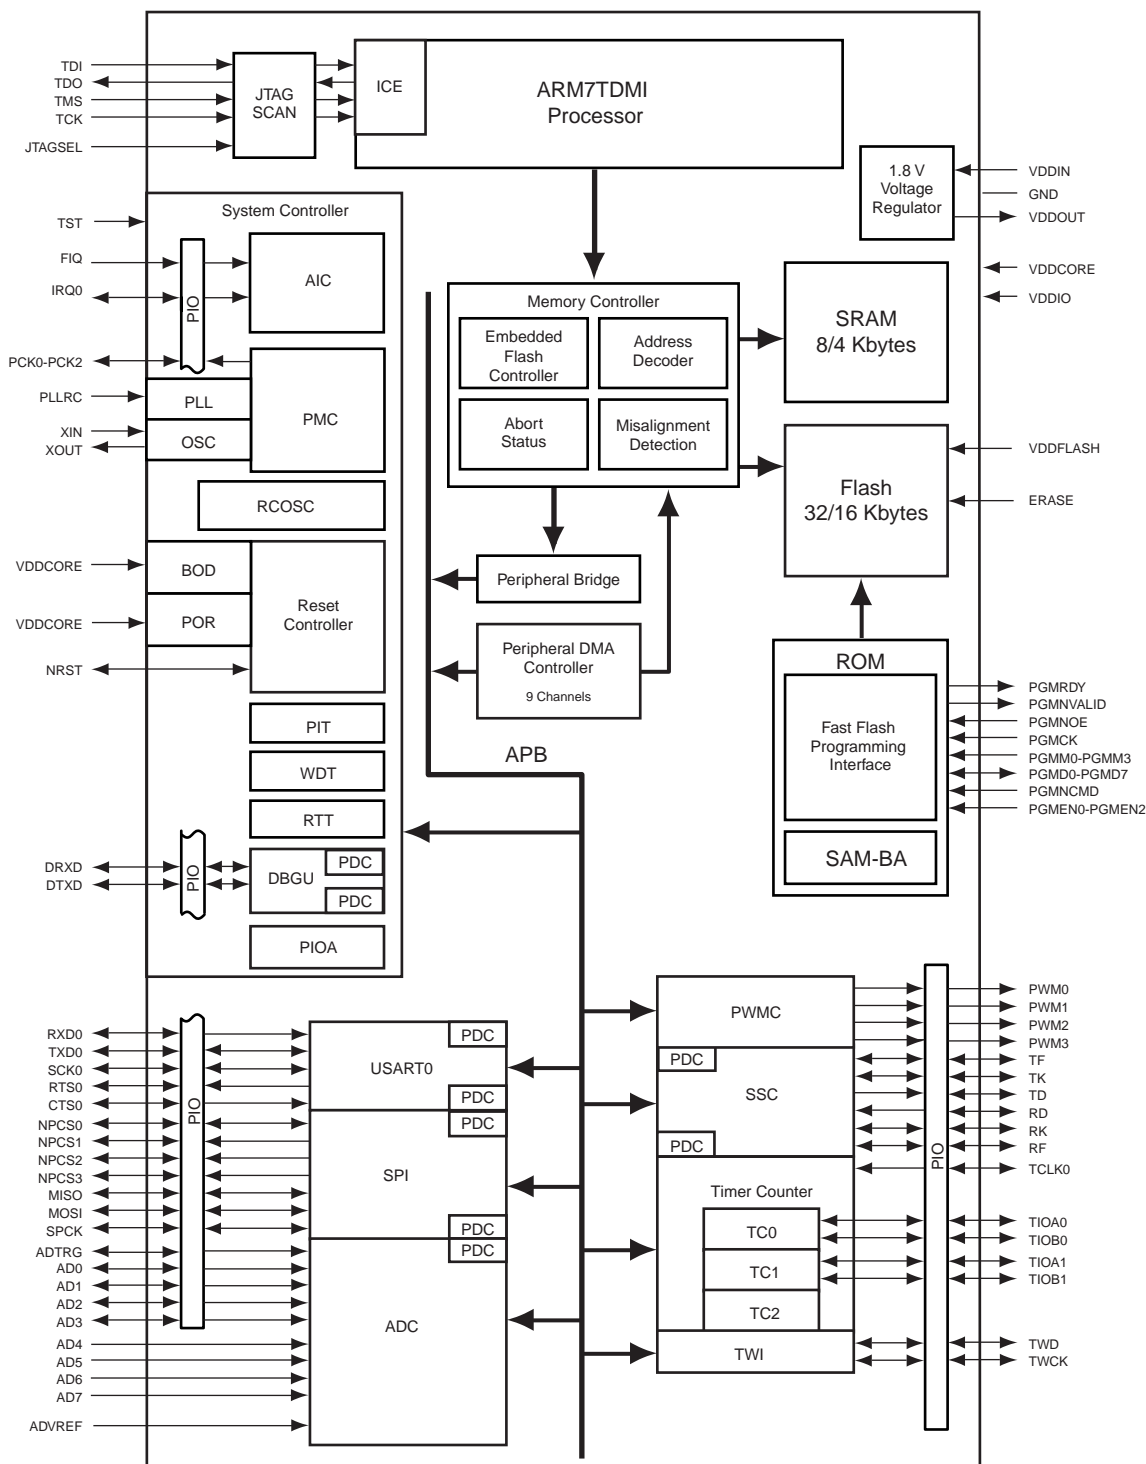 TDI
TDO
TMS
TCK
JTAGSEL
JTAG
SCAN
ICE
ARM7TDMI
Processor
1.8 V
Voltage
Regulator
VDDIN
GND
VDDOUT
VDDCORE
VDDIO
System Controller
TST
FIQ
IRQ0
PIO
AIC
PCK0-PCK2
PLLRC
PLL
XIN
XOUT
OSC
PMC
RCOSC
VDDCORE
BOD
VDDCORE
POR
Reset
Controller
NRST
PIT
WDT
RTT
DRXD
DTXD
PIO
DBGU
PDC
PDC
PIOA
Memory Controller
Embedded
Flash
Controller
Address
Decoder
Abort
Status
Misalignment
Detection
SRAM
8/4 Kbytes
Flash
32/16 Kbytes
VDDFLASH
ERASE
Peripheral Bridge
Peripheral DMA
Controller
9 Channels
APB
ROM
Fast Flash
Programming
Interface
SAM-BA
PGMRDY
PGMNVALID
PGMNOE
PGMCK
PGMM0-PGMM3
PGMD0-PGMD7
PGMNCMD
PGMEN0-PGMEN2
RXD0
TXD0
SCK0
RTS0
CTS0
NPCS0
NPCS1
NPCS2
NPCS3
MISO
MOSI
SPCK
ADTRG
AD0
AD1
AD2
AD3
AD4
AD5
AD6
AD7
ADVREF
PIO
PDC
USART0
PDC
PDC
SPI
PDC
PDC
ADC
PWMC
PDC
SSC
PDC
Timer Counter
TC0
TC1
TC2
TWI
PIO
PWM0
PWM1
PWM2
PWM3
TF
TK
TD
RD
RK
RF
TCLK0
TIOA0
TIOB0
TIOA1
TIOB1
TWD
TWCK